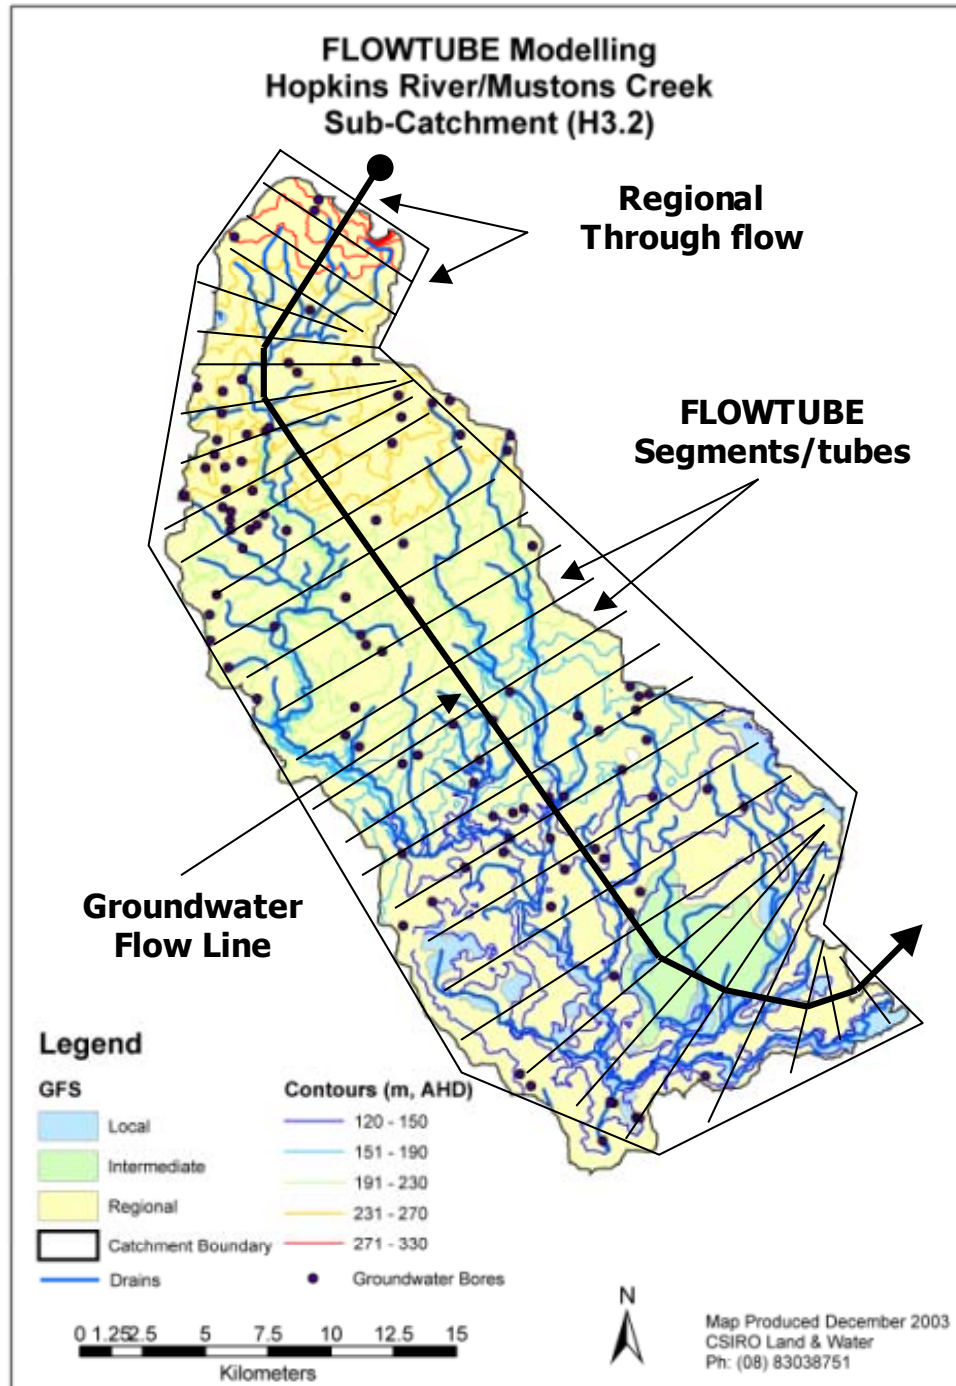 FLOWTUBE Modelling
Hopkins River/Mustons Creek
Sub-Catchment (H3.2)
Regional
Through flow
FLOWTUBE
Segments/tubes
Groundwater
Flow Line
Legend
GFS
Local
Intermediate
Regional
Catchment Boundary
Drains
Contours (m, AHD)
120 - 150
151 - 190
191 - 230
231 - 270
271 - 330
Groundwater Bores
0 1.25 2.5 5 7.5 10 12.5 15
Kilometers
N
Map Produced December 2003
CSIRO Land & Water
Ph: (08) 83038751